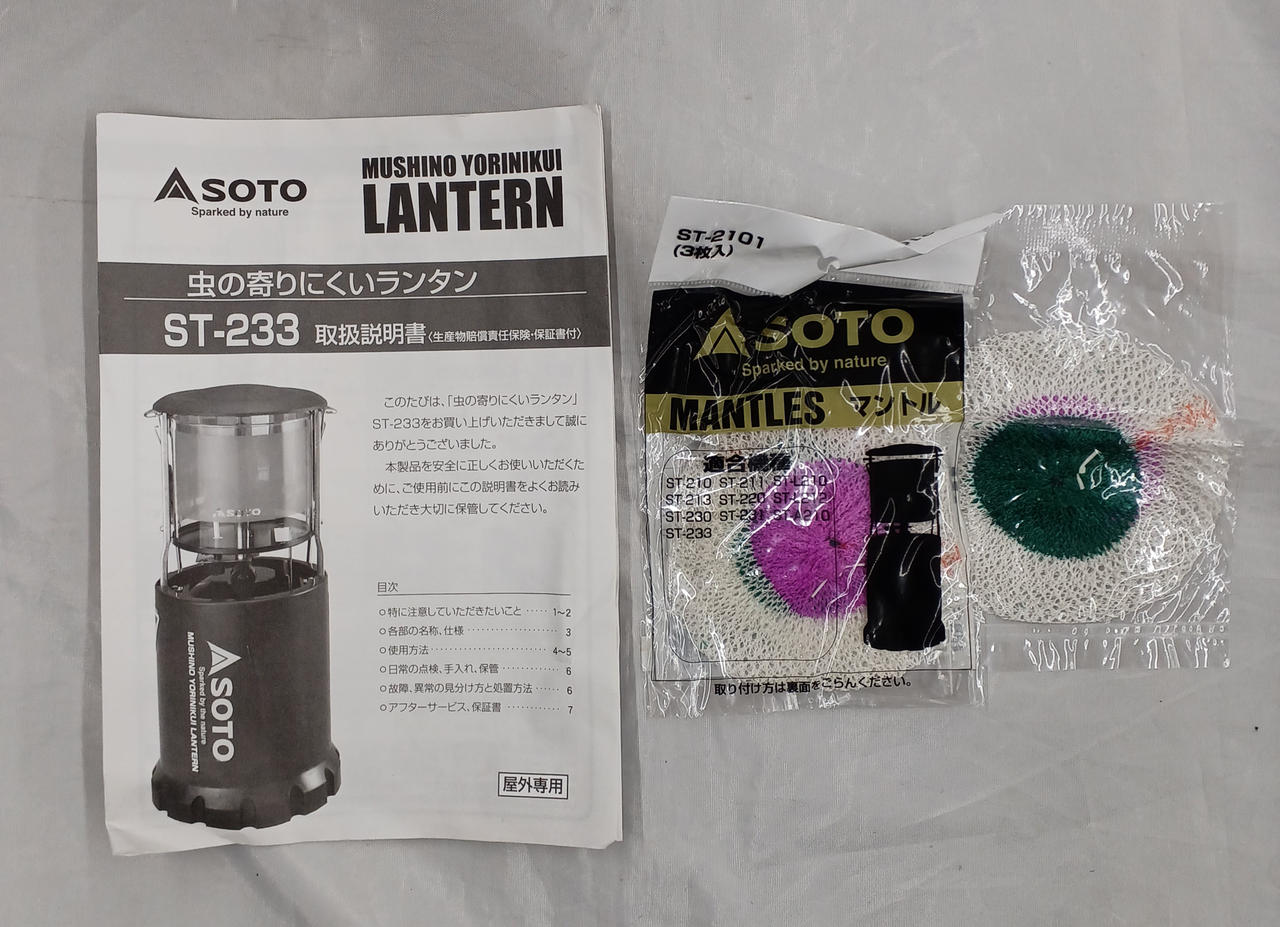 SOTO
Sparked by nature
MUSHINO YORINIKUI
LANTERN
虫の寄りにくいランタン
ST-233 取扱説明書〈生産物賠償責任保険・保証書付〉
このたびは、「虫の寄りにくいランタン」
ST-233をお買い上げいただきまして誠に
ありがとうございました。
本製品を安全に正しくお使いいただくた
めに、ご使用前にこの説明書をよくお読み
いただき大切に保管してください。
目次
○特に注意していただきたいこと ····· 1~2
○各部の名称、仕様 ··················· 3
○使用方法 ························· 4~5
○日常の点検、手入れ、保管 ·········· 6
○故障、異常の見分け方と処置方法 ····· 6
○アフターサービス、保証書 ············ 7
屋外専用
SOTO
SOTO
Sparked by the nature
MUSHINO YORINIKUI LANTERN
ST-2101
(3枚入)
SOTO
Sparked by nature
MANTLES マントル
適合機種
ST-210 ST-211 ST-L210
ST-213 ST-220
ST-230
ST-233
取り付け方は裏面をごらんください。